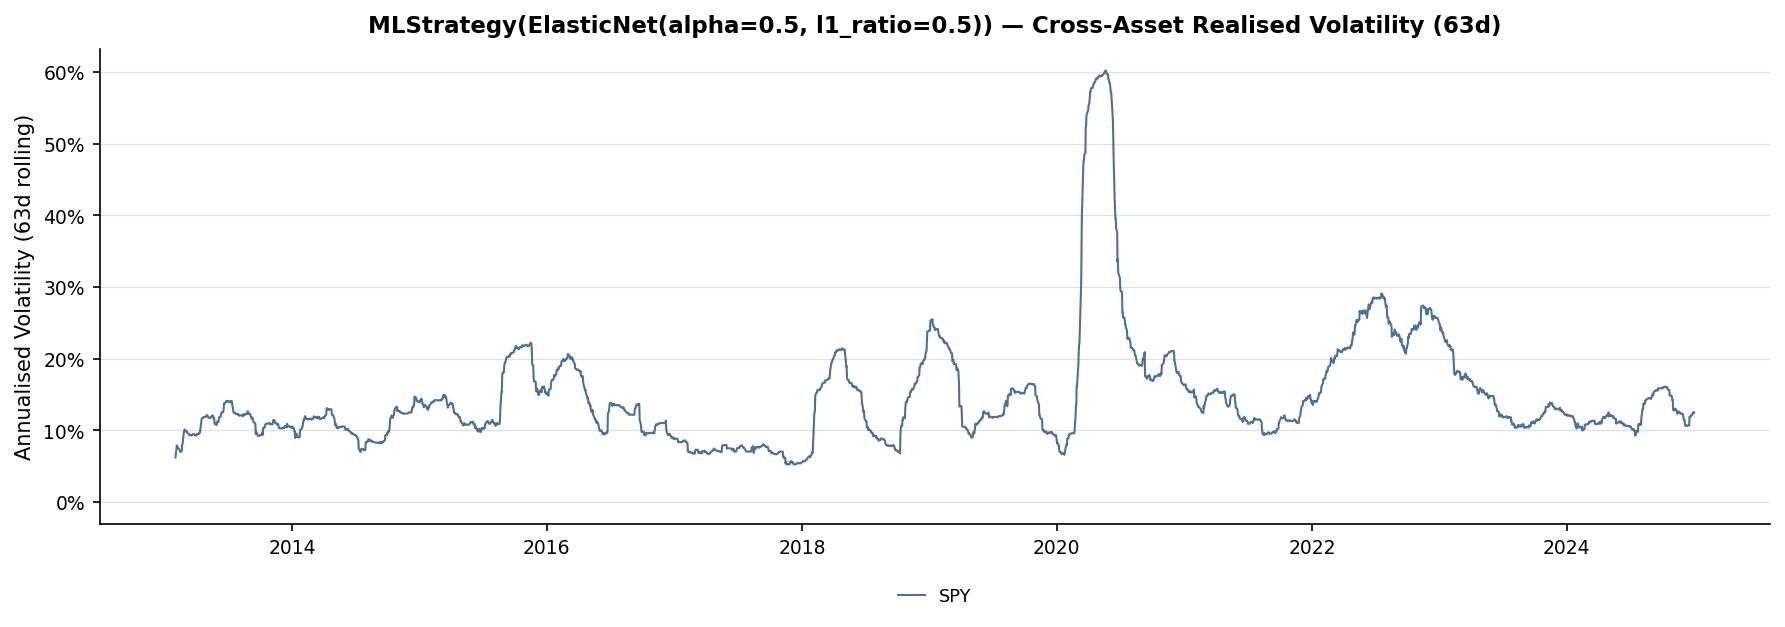 MLStrategy(ElasticNet(alpha=0.5, l1_ratio=0.5)) — Cross-Asset Realised Volatility (63d)
Annualised Volatility (63d rolling)
60%
50%
40%
30%
20%
10%
0%
2014 2016 2018 2020 2022 2024
SPY